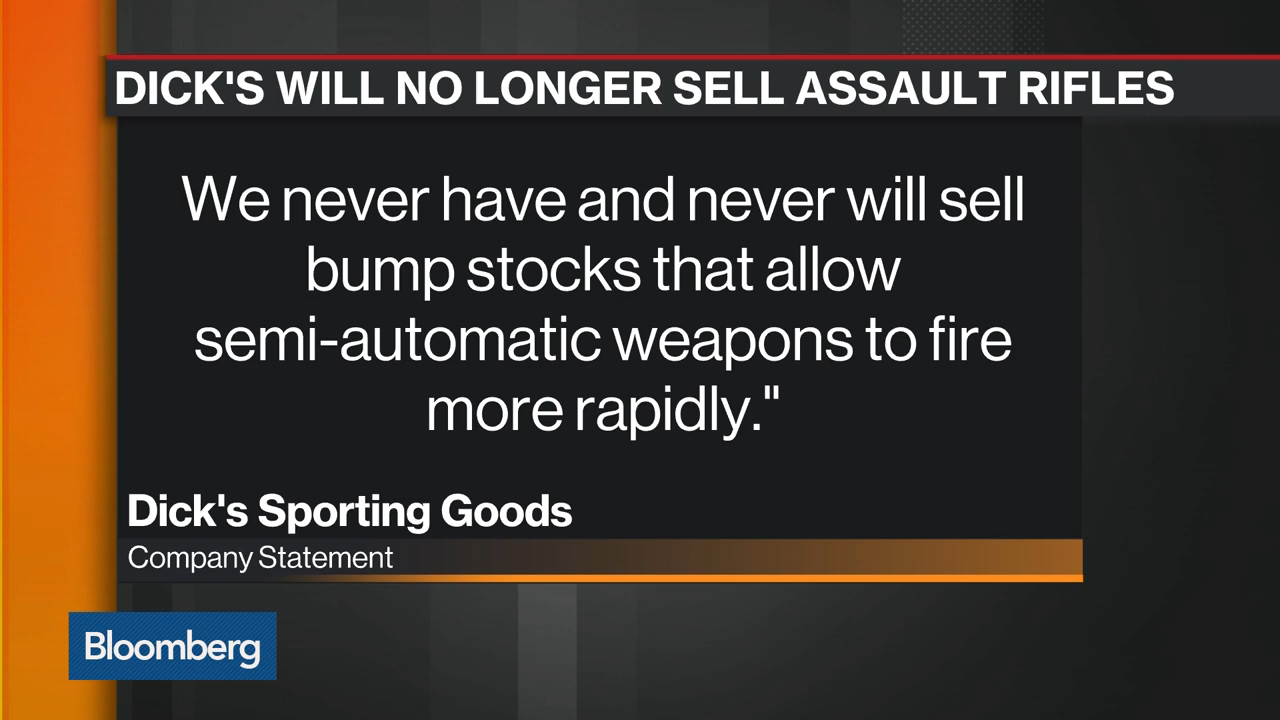 DICK'S WILL NO LONGER SELL ASSAULT RIFLES
We never have and never will sell
bump stocks that allow
semi-automatic weapons to fire
more rapidly."
Dick's Sporting Goods
Company Statement
Bloomberg